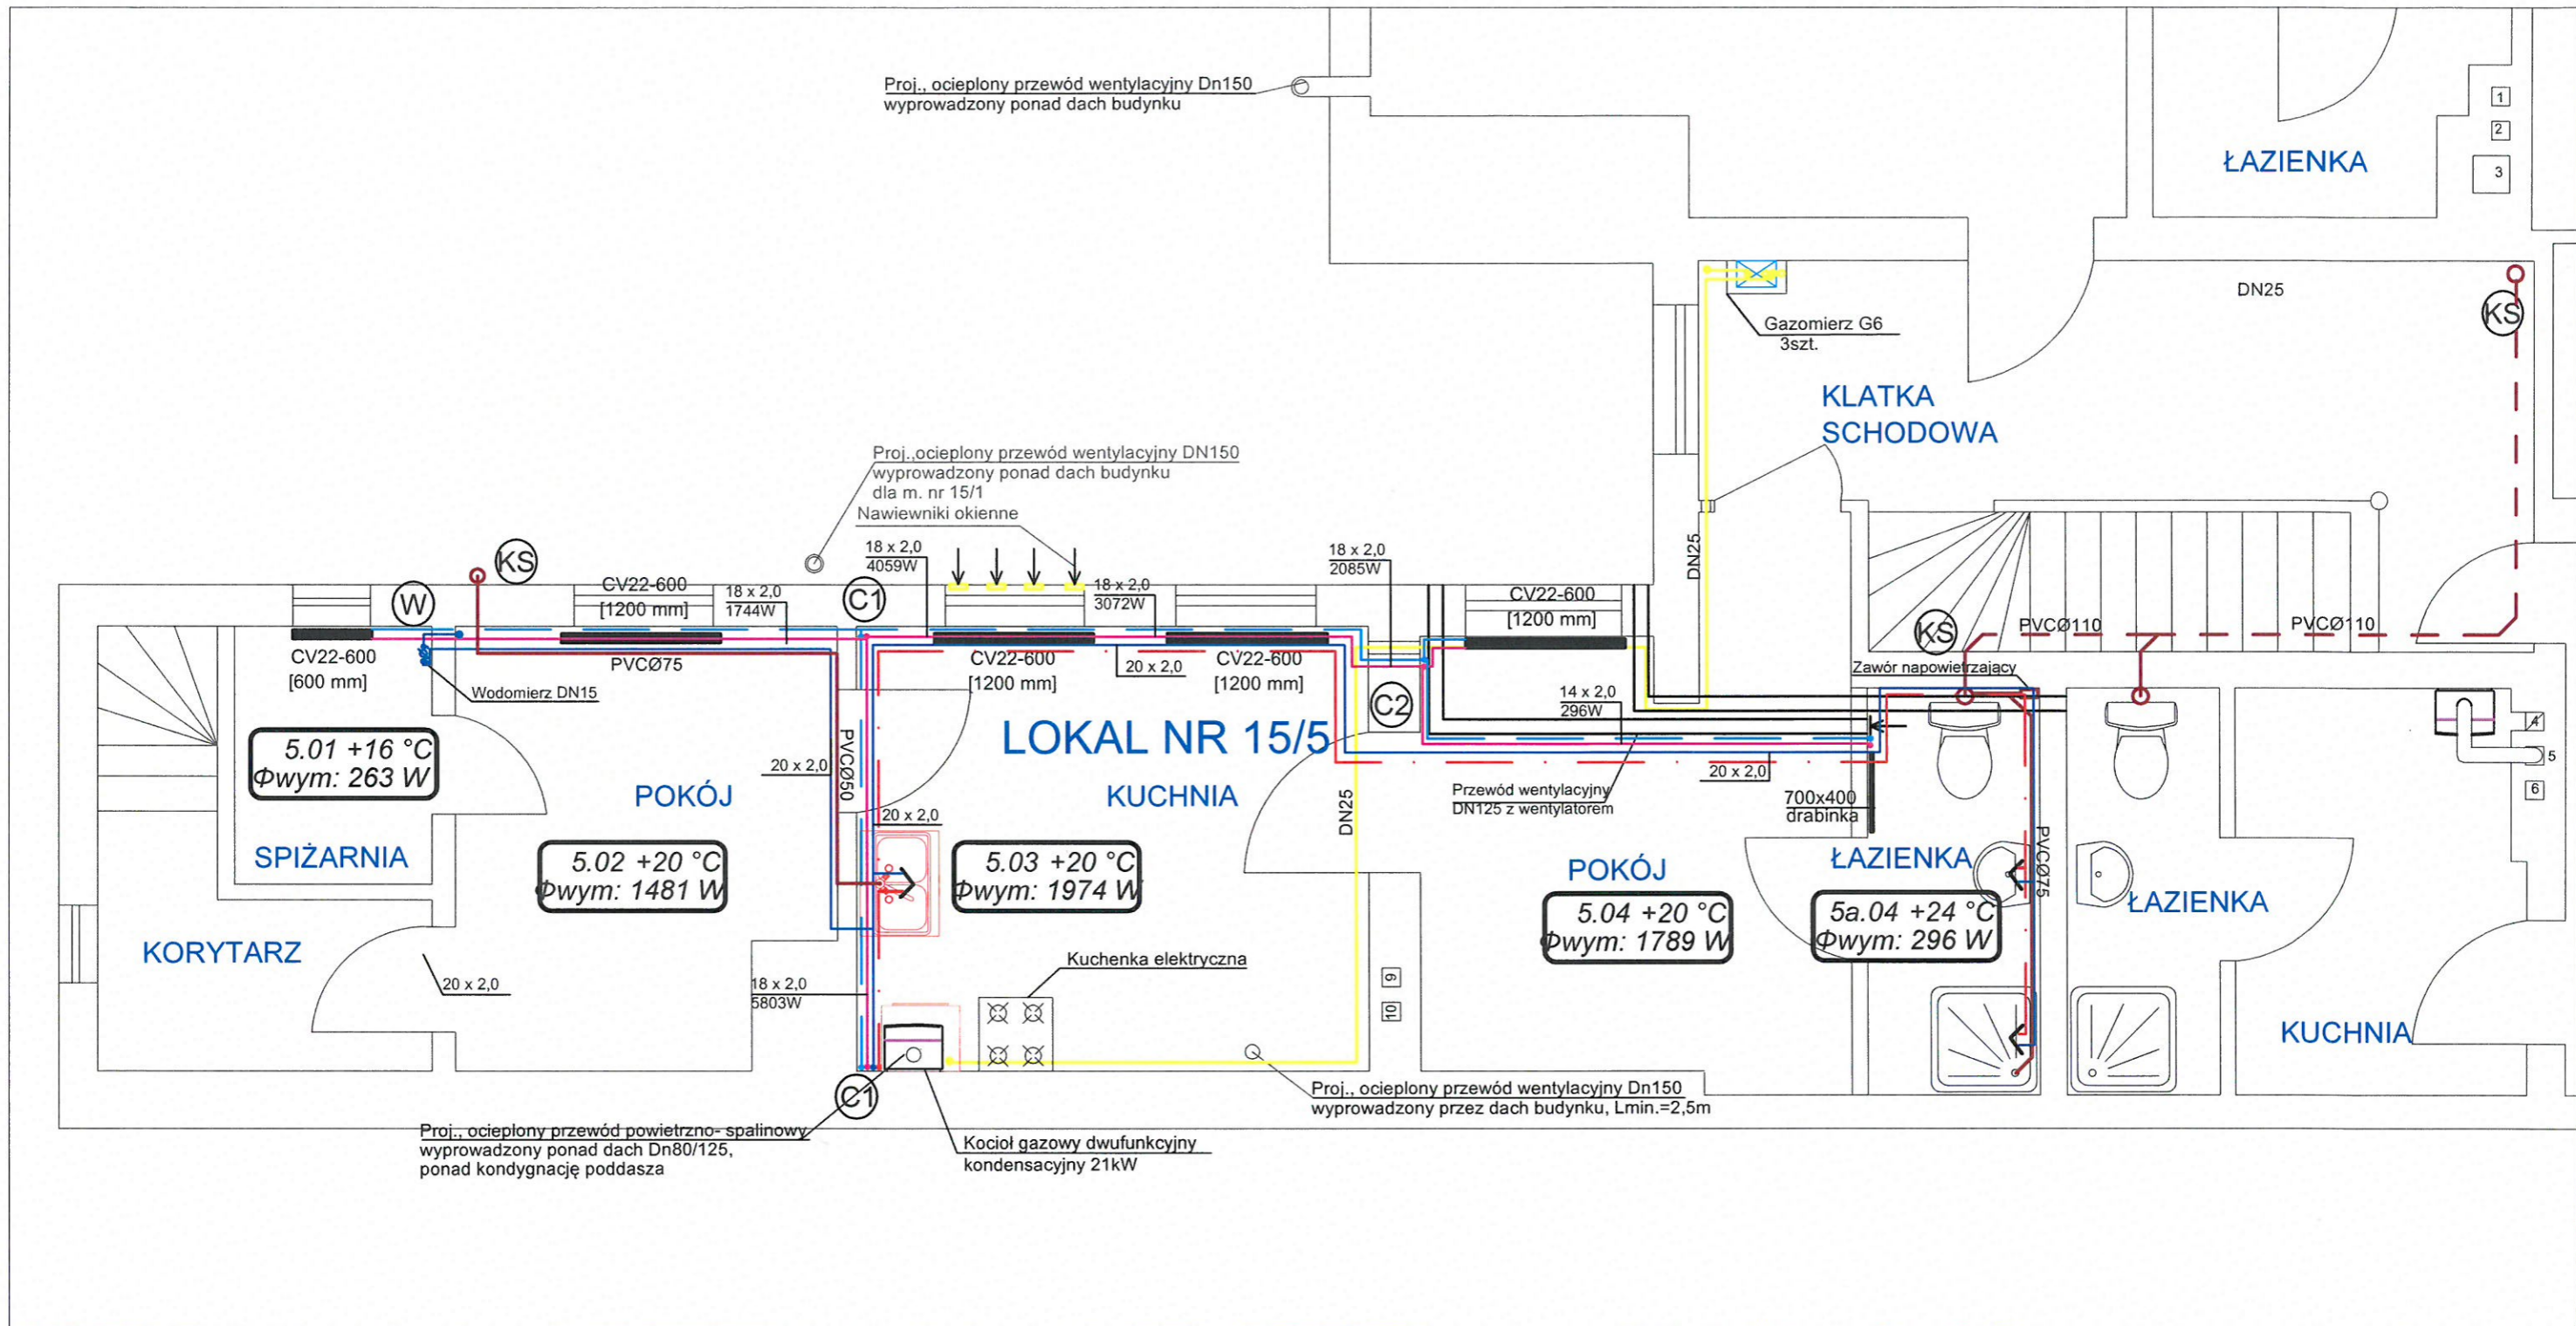 Proj., ocieplony przewód wentylacyjny Dn150
wyprowadzony ponad dach budynku
1
2
3
ŁAZIENKA
DN25
KS
Gazomierz G6
3szt.
KLATKA
SCHODOWA
Proj.,ocieplony przewód wentylacyjny DN150
wyprowadzony ponad dach budynku
dla m. nr 15/1
Nawiewniki okienne
18 x 2,0
4059W
18 x 2,0
2085W
DN25
KS
W
CV22-600
[1200 mm]
18 x 2,0
1744W
C1
18 x 2,0
3072W
CV22-600
[1200 mm]
KS
PVCØ110
PVCØ110
CV22-600
[600 mm]
PVCØ75
CV22-600
[1200 mm]
20 x 2,0
CV22-600
[1200 mm]
Zawór napowietrzający
Wodomierz DN15
C2
14 x 2,0
296W
LOKAL NR 15/5
4
5
6
5.01 +16 °C
Φwym: 263 W
PVCØ50
20 x 2,0
20 x 2,0
POKÓJ
KUCHNIA
DN25
Przewód wentylacyjny
DN125 z wentylatorem
700x400
drabinka
20 x 2,0
SPIŻARNIA
5.02 +20 °C
Φwym: 1481 W
5.03 +20 °C
Φwym: 1974 W
POKÓJ
ŁAZIENKA
PVCØ75
ŁAZIENKA
5.04 +20 °C
Φwym: 1789 W
5a.04 +24 °C
Φwym: 296 W
KORYTARZ
20 x 2,0
Kuchenka elektryczna
18 x 2,0
5803W
9
10
KUCHNIA
C1
Proj., ocieplony przewód wentylacyjny Dn150
wyprowadzony przez dach budynku, Lmin.=2,5m
Proj., ocieplony przewód powietrzno- spalinowy
wyprowadzony ponad dach Dn80/125,
ponad kondygnację poddasza
Kocioł gazowy dwufunkcyjny
kondensacyjny 21kW